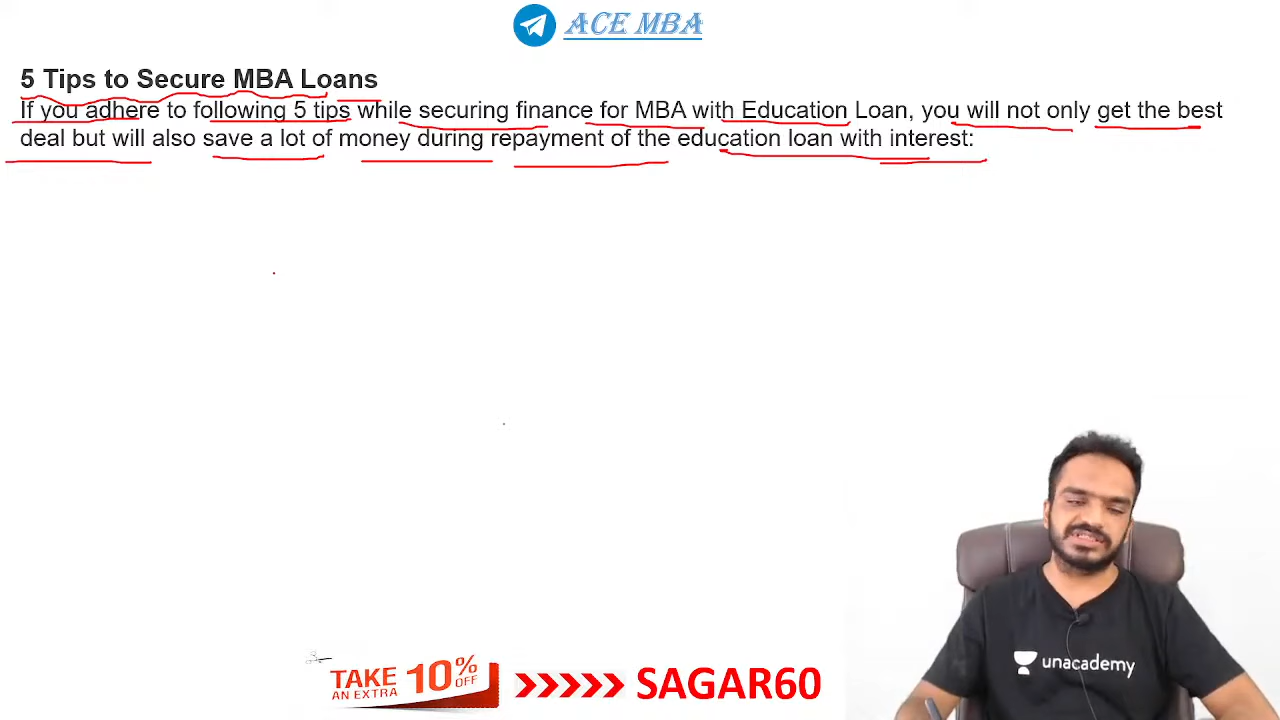 ACE MBA
5 Tips to Secure MBA Loans
If you adhere to following 5 tips while securing finance for MBA with Education Loan, you will not only get the best
deal but will also save a lot of money during repayment of the education loan with interest:
unacademy
TAKE 10% OFF
AN EXTRA
SAGAR60